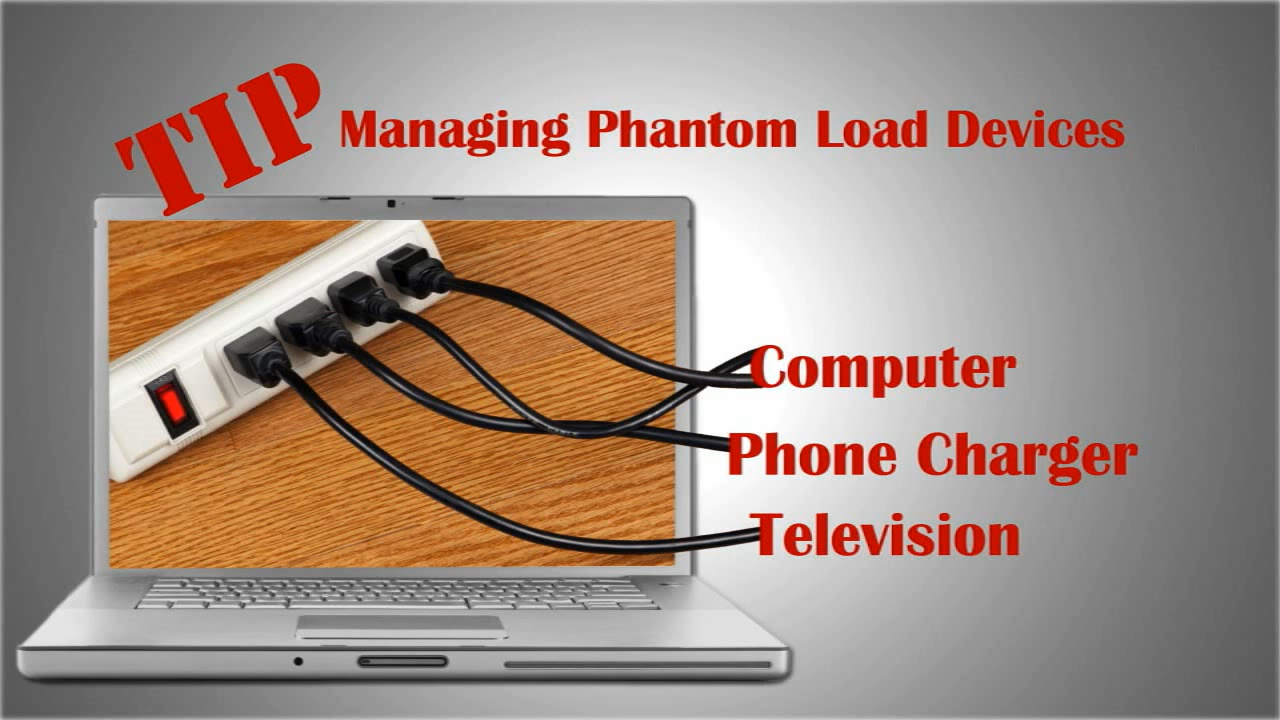 TIP
Managing Phantom Load Devices
Computer
Phone Charger
Television